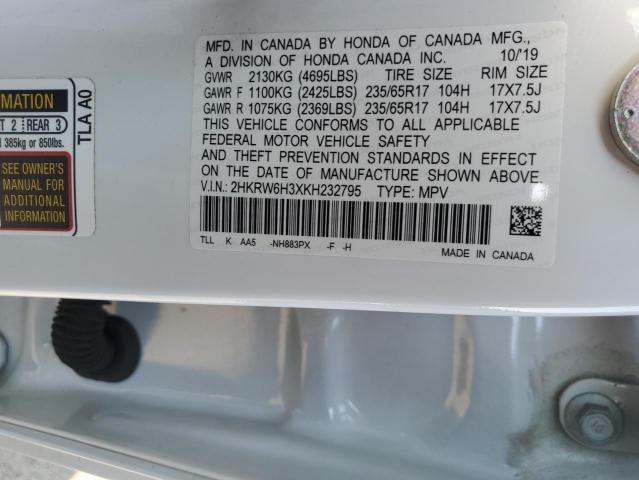 MFD. IN CANADA BY HONDA OF CANADA MFG.,
A DIVISION OF HONDA CANADA INC. 10/'19
GVWR 2130KG (4695LBS) TIRE SIZE RIM SIZE
GAWR F 1100KG (2425LBS) 235/65R17 104H 17X7.5J
GAWR R 1075KG (2369LBS) 235/65R17 104H 17X7.5J
THIS VEHICLE CONFORMS TO ALL APPLICABLE
FEDERAL MOTOR VEHICLE SAFETY
AND THEFT PREVENTION STANDARDS IN EFFECT
ON THE DATE OF MANUFACTURE SHOWN ABOVE.
V.I.N.: 2HKRW6H3XKH232795 TYPE: MPV
TLL K AA5 -NH883PX -F -H
MADE IN CANADA
2 REAR 3
385kg or 850lbs.
SEE OWNER'S
MANUAL FOR
ADDITIONAL
INFORMATION
TLA A0